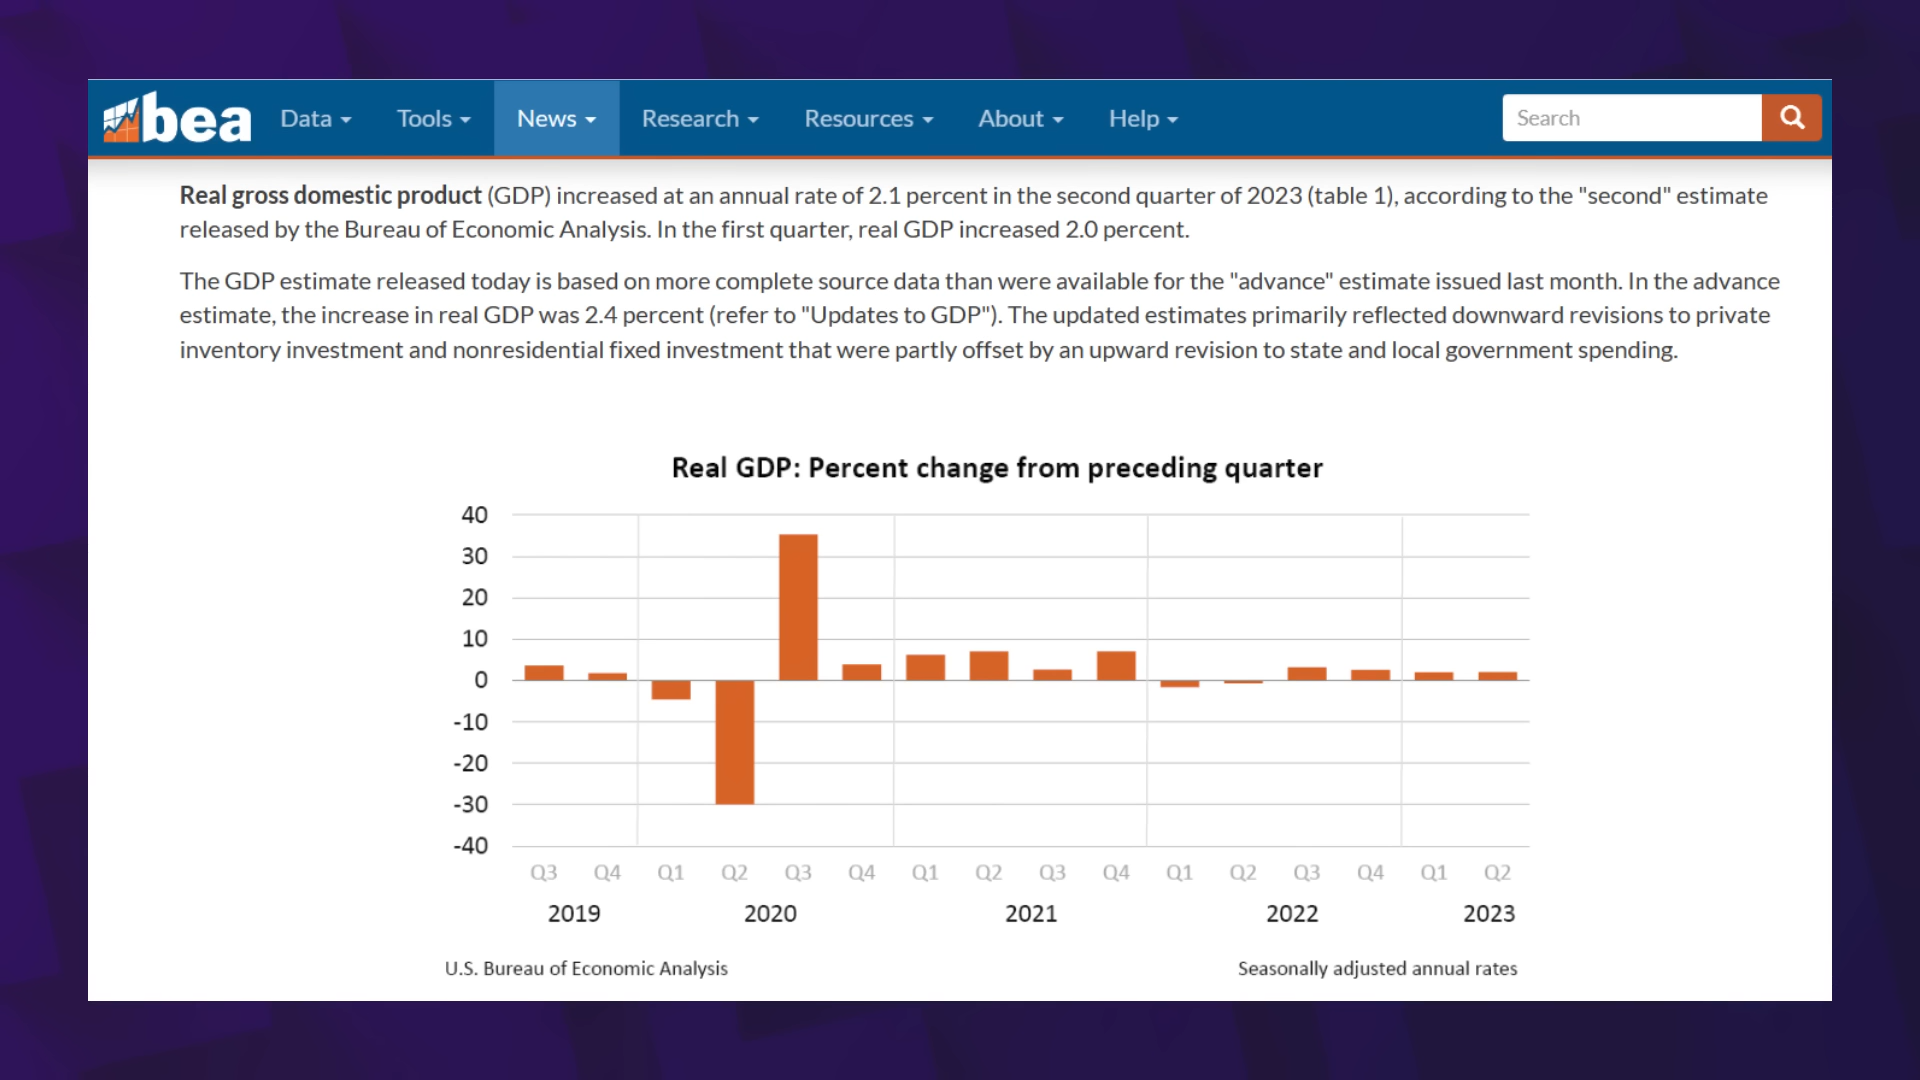 bea Data Tools News Research Resources About Help Search
Real gross domestic product (GDP) increased at an annual rate of 2.1 percent in the second quarter of 2023 (table 1), according to the "second" estimate
released by the Bureau of Economic Analysis. In the first quarter, real GDP increased 2.0 percent.
The GDP estimate released today is based on more complete source data than were available for the "advance" estimate issued last month. In the advance
estimate, the increase in real GDP was 2.4 percent (refer to "Updates to GDP"). The updated estimates primarily reflected downward revisions to private
inventory investment and nonresidential fixed investment that were partly offset by an upward revision to state and local government spending.
Real GDP: Percent change from preceding quarter
40
30
20
10
0
-10
-20
-30
-40
Q3 Q4 Q1 Q2 Q3 Q4 Q1 Q2 Q3 Q4 Q1 Q2 Q3 Q4 Q1 Q2
2019 2020 2021 2022 2023
U.S. Bureau of Economic Analysis Seasonally adjusted annual rates